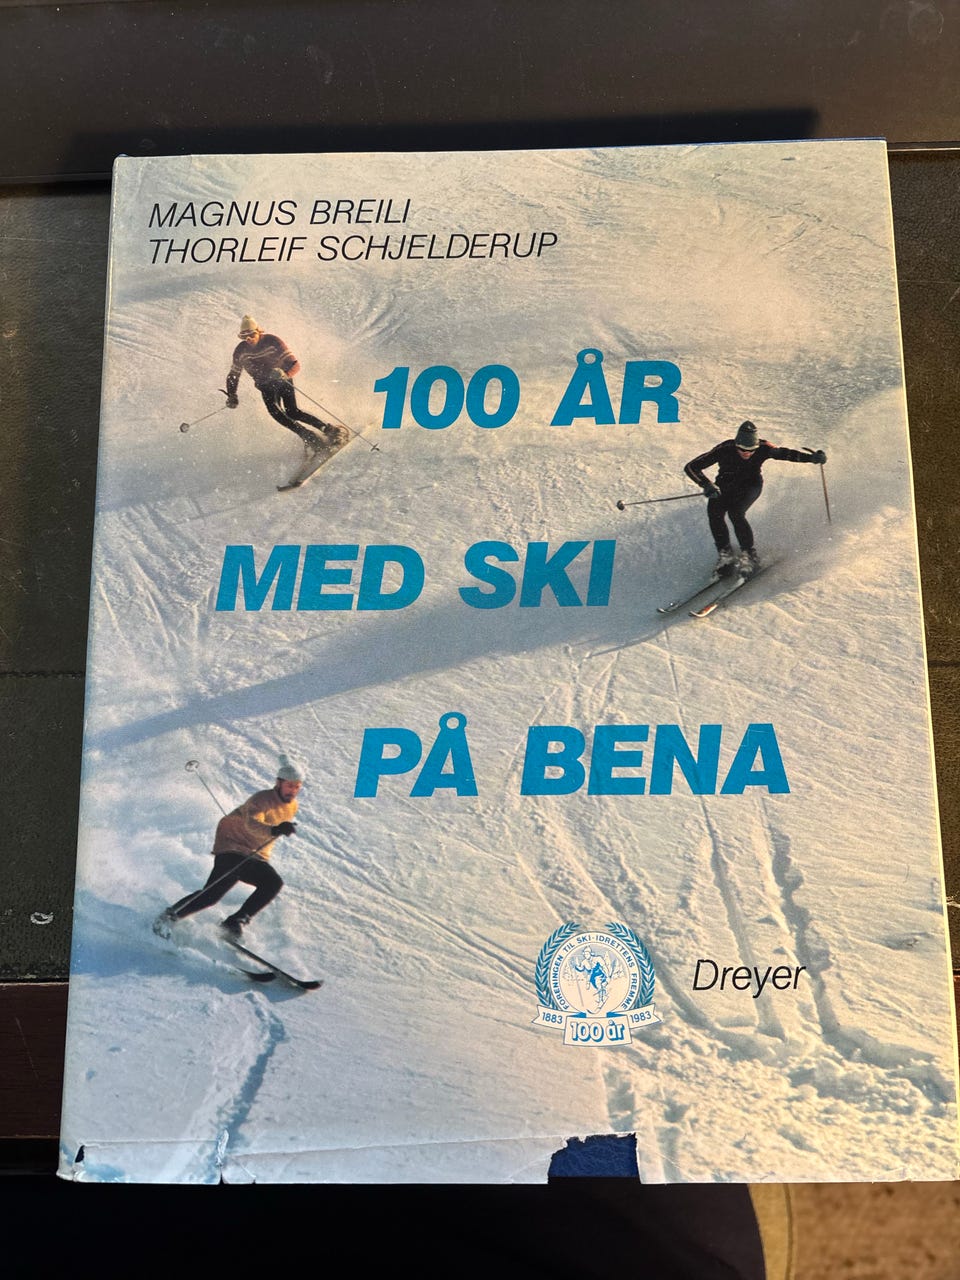 MAGNUS BREILI
THORLEIF SCHJELDERUP
100 ÅR
MED SKI
PÅ BENA
FORENINGEN TIL SKI-IDRETTENS FREMME
1883 1983
100 år
Dreyer